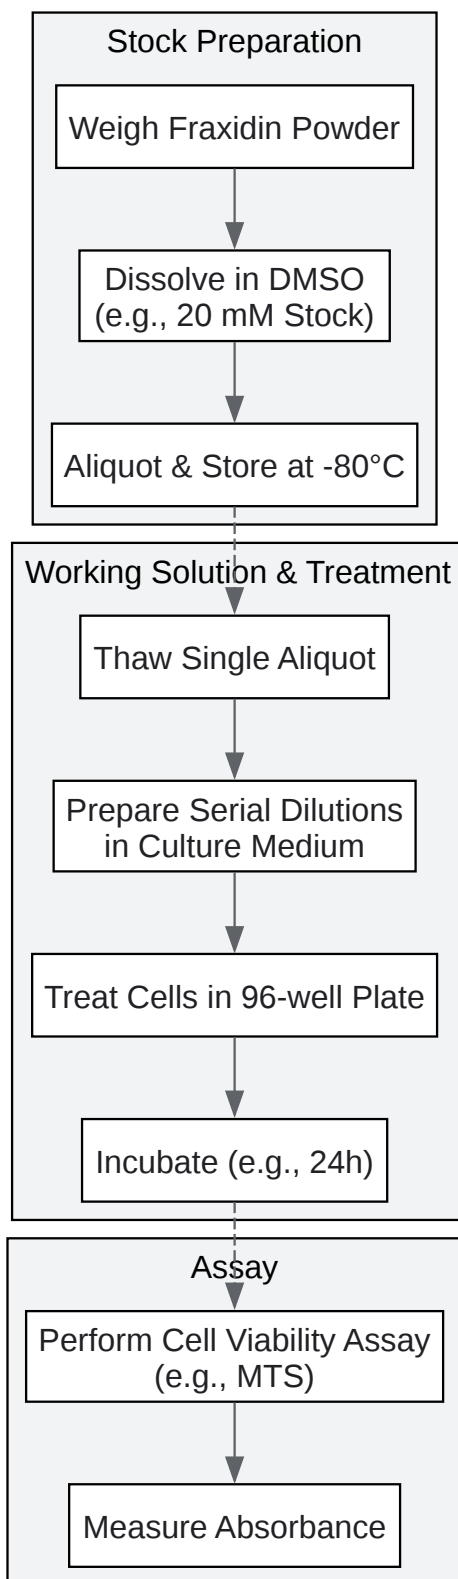 Stock Preparation
Weigh Fraxidin Powder
Dissolve in DMSO
(e.g., 20 mM Stock)
Aliquot & Store at -80°C
Working Solution & Treatment
Thaw Single Aliquot
Prepare Serial Dilutions
in Culture Medium
Treat Cells in 96-well Plate
Incubate (e.g., 24h)
Assay
Perform Cell Viability Assay
(e.g., MTS)
Measure Absorbance